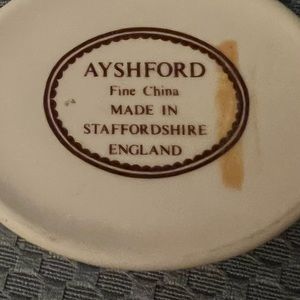 AYSHFORD
Fine China
MADE IN
STAFFORDSHIRE
ENGLAND